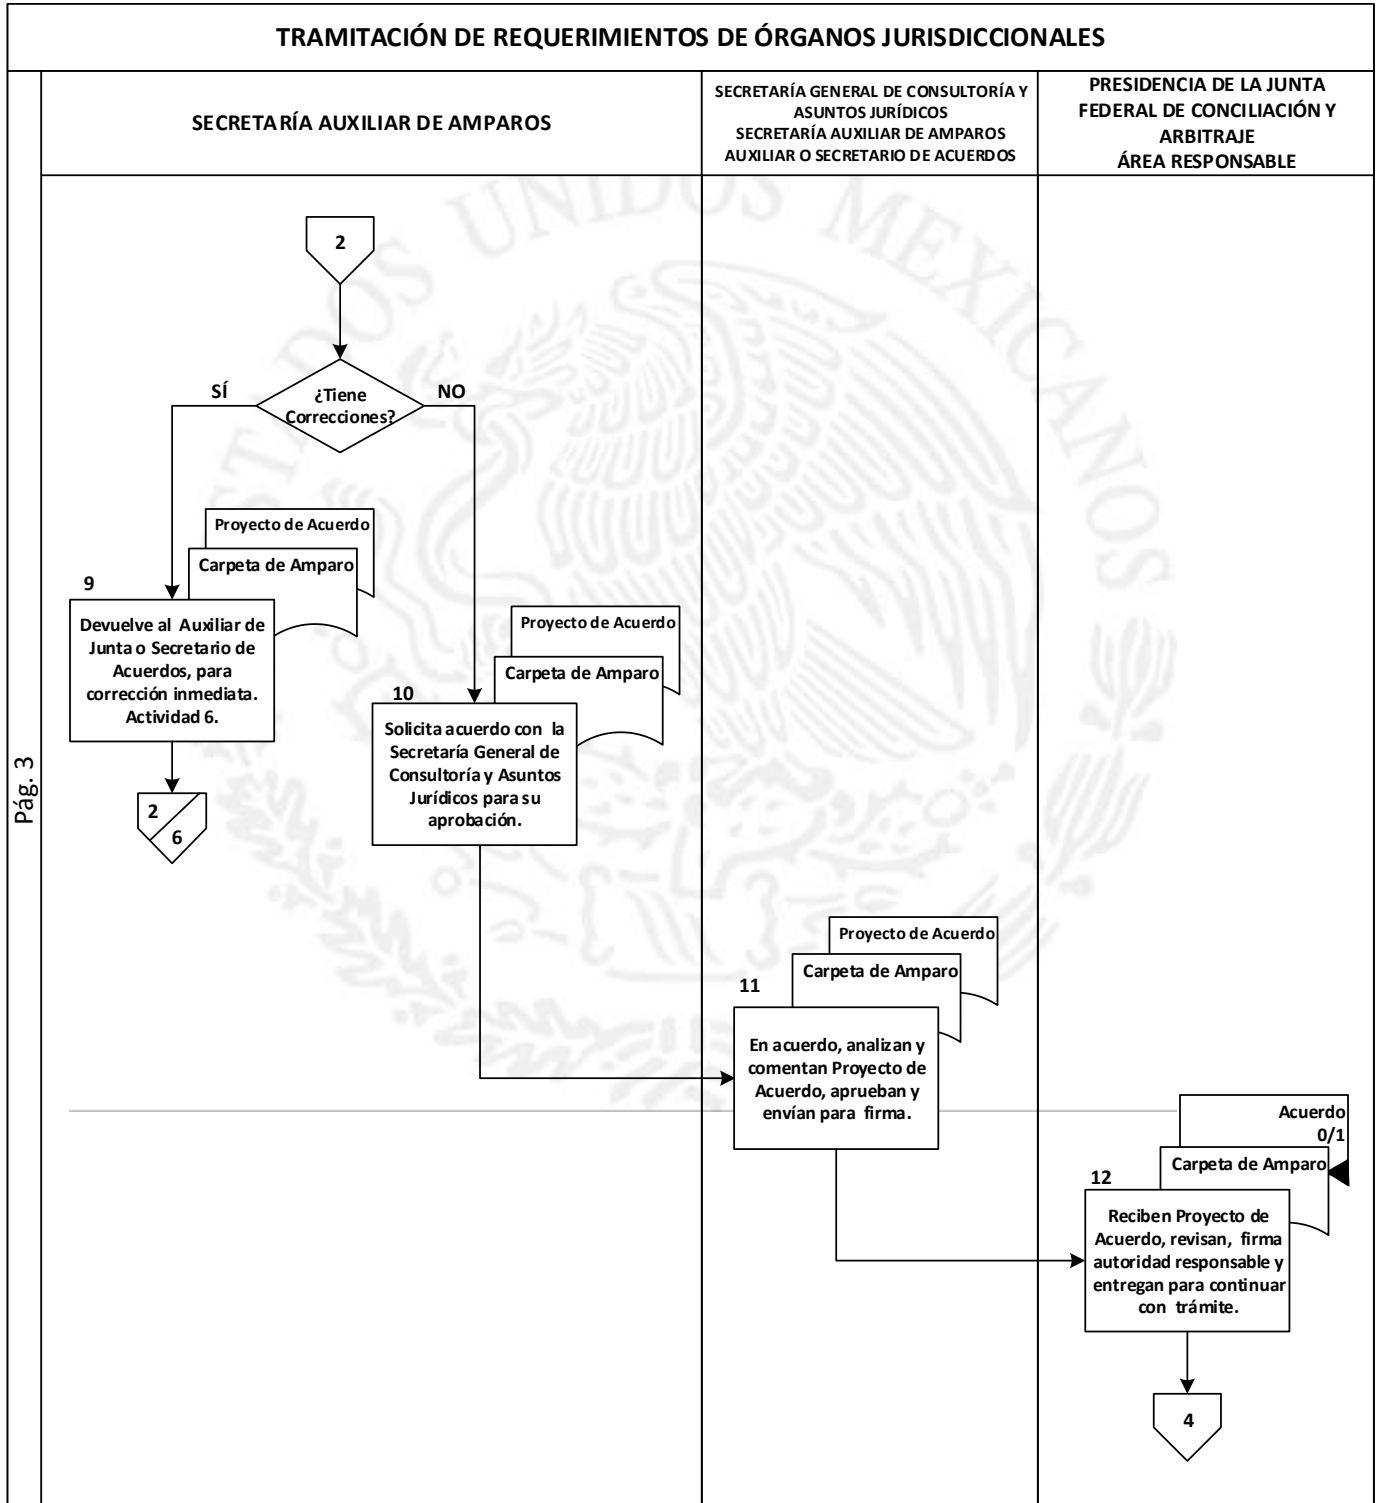 TRAMITACIÓN DE REQUERIMIENTOS DE ÓRGANOS JURISDICCIONALES
SECRETARÍA AUXILIAR DE AMPAROS
SECRETARÍA GENERAL DE CONSULTORÍA Y
ASUNTOS JURÍDICOS
SECRETARÍA AUXILIAR DE AMPAROS
AUXILIAR O SECRETARIO DE ACUERDOS
PRESIDENCIA DE LA JUNTA
FEDERAL DE CONCILIACIÓN Y
ARBITRAJE
ÁREA RESPONSABLE
Pág. 3
ESTADOS UNIDOS MEXICANOS
2
¿Tiene
Correcciones?
SÍ
NO
Proyecto de Acuerdo
Carpeta de Amparo
9
Devuelve al Auxiliar de
Junta o Secretario de
Acuerdos, para
corrección inmediata.
Actividad 6.
2
6
Proyecto de Acuerdo
Carpeta de Amparo
10
Solicita acuerdo con la
Secretaría General de
Consultoría y Asuntos
Jurídicos para su
aprobación.
Proyecto de Acuerdo
Carpeta de Amparo
11
En acuerdo, analizan y
comentan Proyecto de
Acuerdo, aprueban y
envían para firma.
Acuerdo
0/1
Carpeta de Amparo
12
Reciben Proyecto de
Acuerdo, revisan, firma
autoridad responsable y
entregan para continuar
con trámite.
4